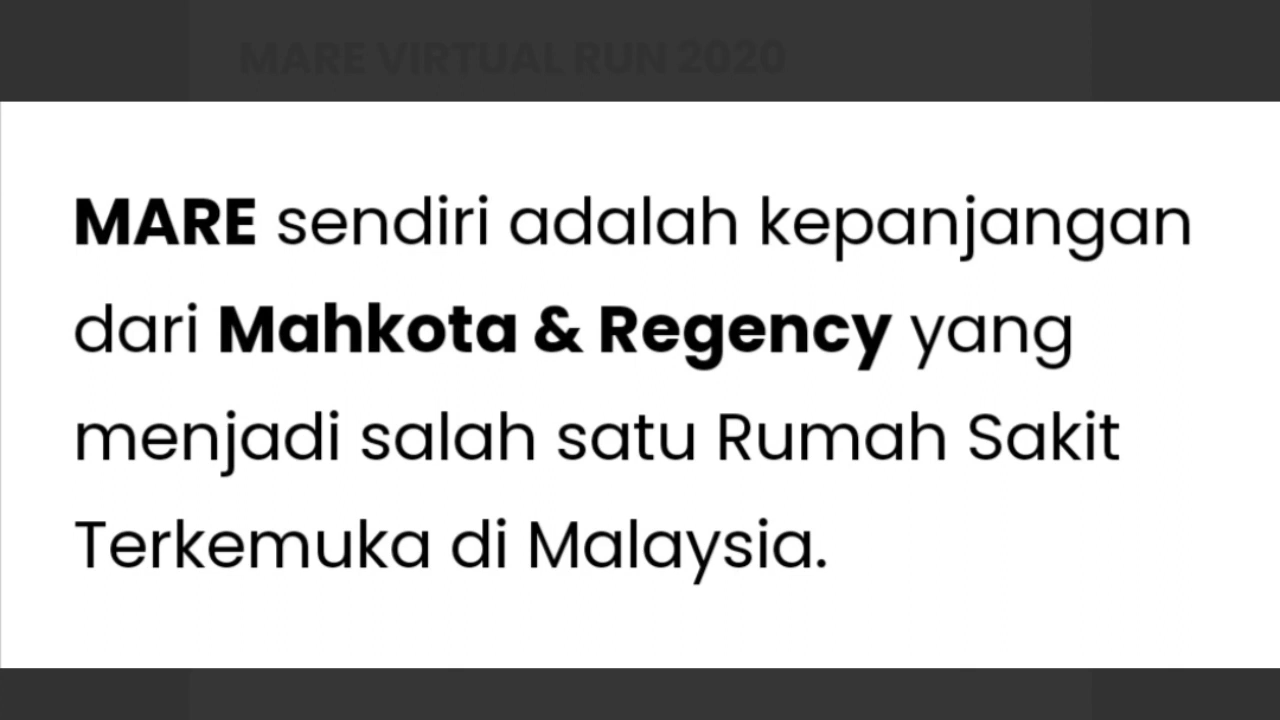 MARE VIRTUAL RUN 2020
MARE sendiri adalah kepanjangan
dari Mahkota & Regency yang
menjadi salah satu Rumah Sakit
Terkemuka di Malaysia.